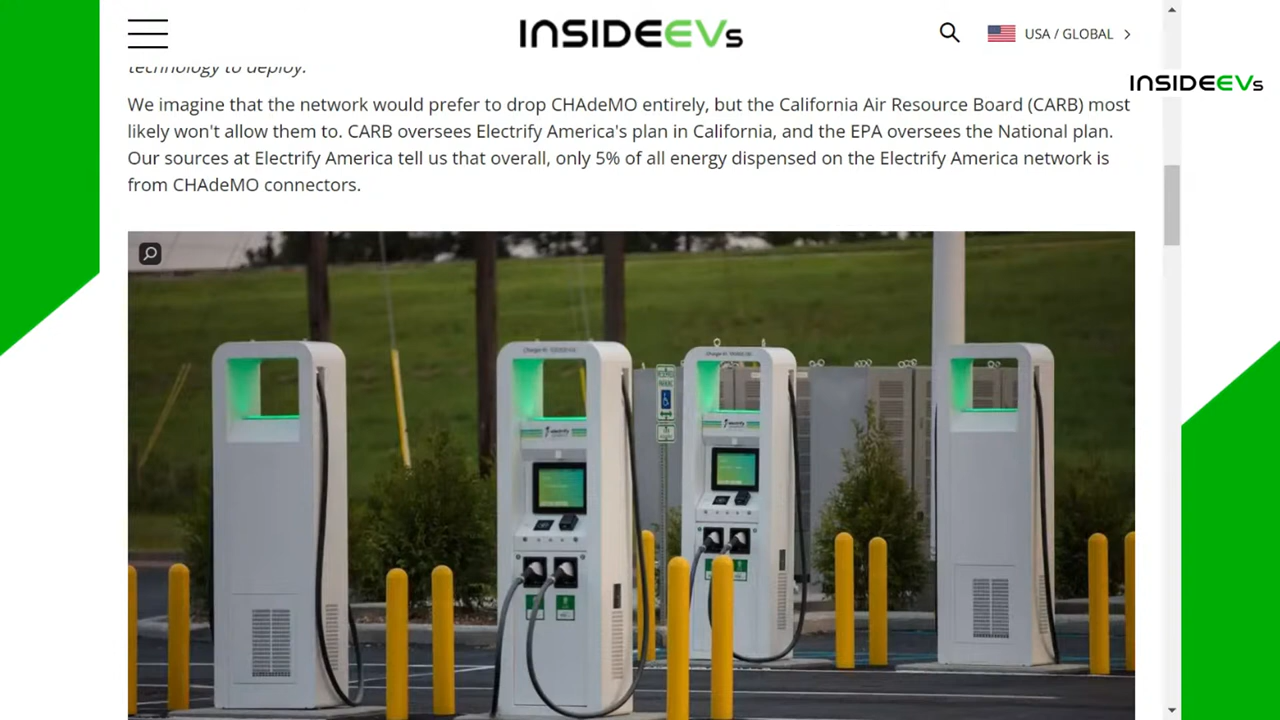 INSIDEEVs
USA / GLOBAL
INSIDEEVs
technology to deploy.
We imagine that the network would prefer to drop CHAdeMO entirely, but the California Air Resource Board (CARB) most
likely won't allow them to. CARB oversees Electrify America's plan in California, and the EPA oversees the National plan.
Our sources at Electrify America tell us that overall, only 5% of all energy dispensed on the Electrify America network is
from CHAdeMO connectors.
electrify
electrify